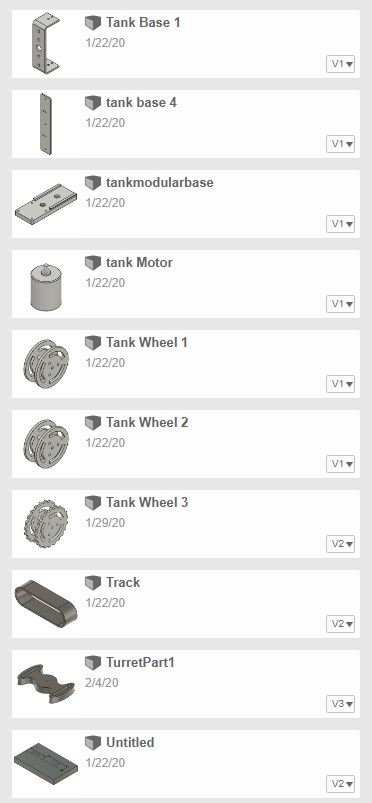 Tank Base 1
1/22/20
V1
tank base 4
1/22/20
V1
tankmodularbase
1/22/20
V1
tank Motor
1/22/20
V1
Tank Wheel 1
1/22/20
V1
Tank Wheel 2
1/22/20
V1
Tank Wheel 3
1/29/20
V2
Track
1/22/20
V2
TurretPart1
2/4/20
V3
Untitled
1/22/20
V2